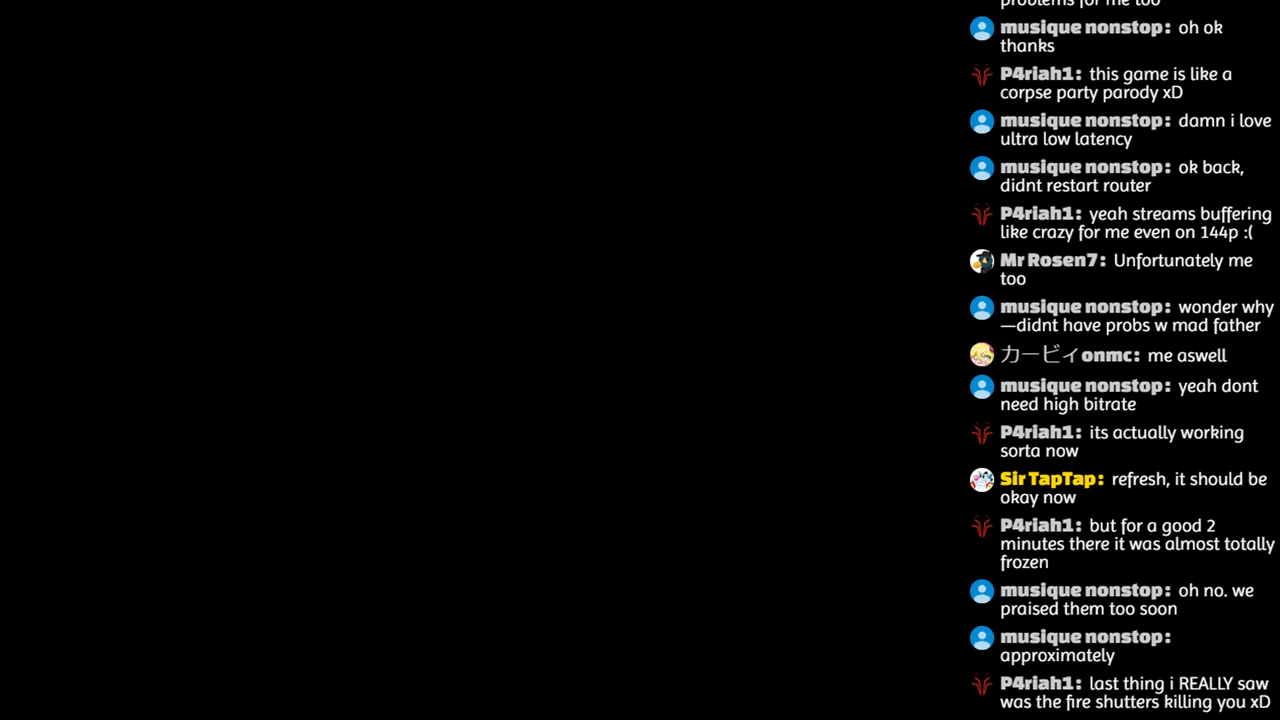 problems for me too
musique nonstop: oh ok
thanks
P4riah1: this game is like a
corpse party parody xD
musique nonstop: damn i love
ultra low latency
musique nonstop: ok back,
didnt restart router
P4riah1: yeah streams buffering
like crazy for me even on 144p :(
Mr Rosen7: Unfortunately me
too
musique nonstop: wonder why
—didnt have probs w mad father
カービィonmc: me aswell
musique nonstop: yeah dont
need high bitrate
P4riah1: its actually working
sorta now
Sir TapTap: refresh, it should be
okay now
P4riah1: but for a good 2
minutes there it was almost totally
frozen
musique nonstop: oh no. we
praised them too soon
musique nonstop:
approximately
P4riah1: last thing i REALLY saw
was the fire shutters killing you xD